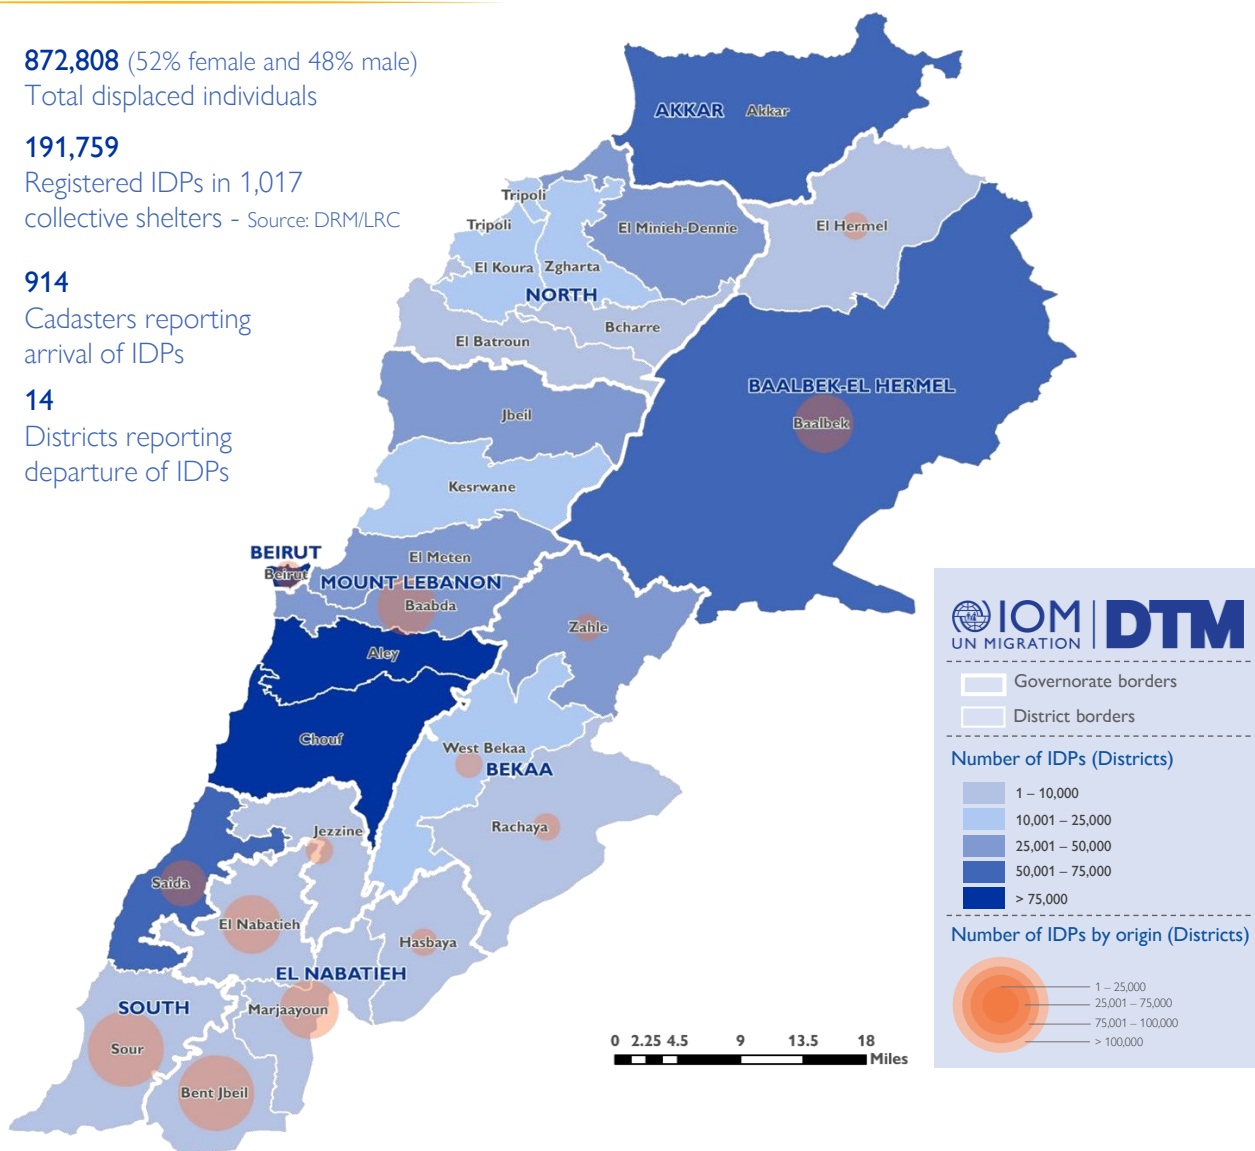 872,808 (52% female and 48% male)
Total displaced individuals
191,759
Registered IDPs in 1,017
collective shelters - Source: DRM/LRC
914
Cadasters reporting
arrival of IDPs
14
Districts reporting
departure of IDPs
AKKAR Akkar
Tripoli
Tripoli
El Minieh-Dennie
El Hermel
El Koura
Zgharta
NORTH
Bcharre
El Batroun
BAALBEK-EL HERMEL
Baalbek
Jbeil
Kesrwane
BEIRUT
Beirut
El Meten
MOUNT LEBANON
Baabda
Zahle
Aley
Chouf
West Bekaa
BEKAA
Rachaya
Jezzine
Saida
El Nabatieh
Hasbaya
EL NABATIEH
SOUTH
Marjaayoun
Sour
Bent Jbeil
0 2.25 4.5 9 13.5 18
Miles
IOM
UN MIGRATION
DTM
Governorate borders
District borders
Number of IDPs (Districts)
1 – 10,000
10,001 – 25,000
25,001 – 50,000
50,001 – 75,000
> 75,000
Number of IDPs by origin (Districts)
1 – 25,000
25,001 – 75,000
75,001 – 100,000
> 100,000